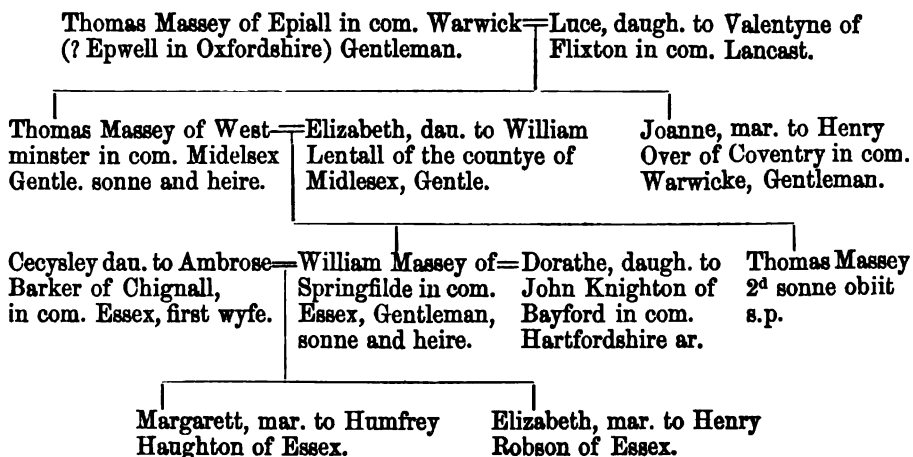 Thomas Massey of Epiall in com. Warwick
(? Epwell in Oxfordshire) Gentleman.
Luce, daugh. to Valentyne of
Flixton in com. Lancast.
Thomas Massey of West-
minster in com. Midelsex
Gentle. sonne and heire.
Elizabeth, dau. to William
Lentall of the countye of
Midlesex, Gentle.
Joanne, mar. to Henry
Over of Coventry in com.
Warwicke, Gentleman.
Cecysley dau. to Ambrose
Barker of Chignall,
in com. Essex, first wyfe.
William Massey of
Springfilde in com.
Essex, Gentleman,
sonne and heire.
Dorathe, daugh. to
John Knighton of
Bayford in com.
Hartfordshire ar.
Thomas Massey
2d sonne obiit
s.p.
Margarett, mar. to Humfrey
Haughton of Essex.
Elizabeth, mar. to Henry
Robson of Essex.